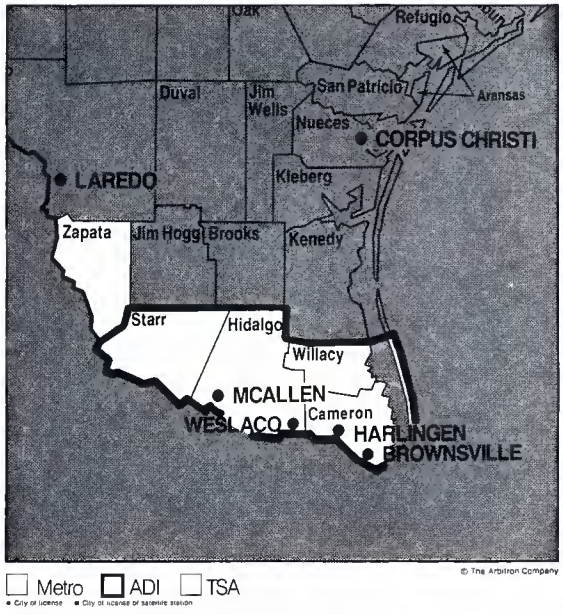 Oak
Refugio
Duval
Jim
Wells
San Patricio
Aransas
Nueces
CORPUS CHRISTI
LAREDO
Kleberg
Zapata
Jim Hogg
Brooks
Kenedy
Starr
Hidalgo
Willacy
MCALLEN
WESLACO
Cameron
HARLINGEN
BROWNSVILLE
© The Arbitron Company
Metro ADI TSA
• City of license • City of license of satellite station